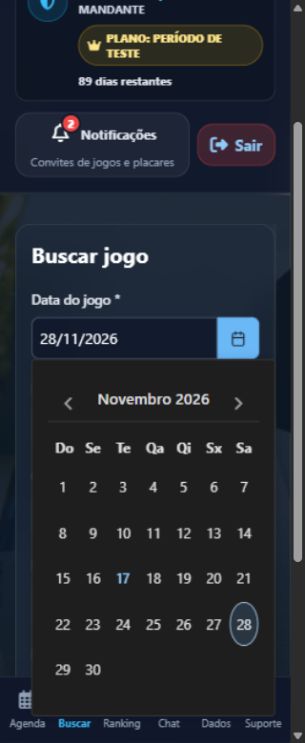 MANDANTE
PLANO: PERÍODO DE
TESTE
89 dias restantes
2
Notificações
Convites de jogos e placares
Sair
Buscar jogo
Data do jogo *
28/11/2026
Novembro 2026
Do Se Te Qa Qi Sx Sa
1 2 3 4 5 6 7
8 9 10 11 12 13 14
15 16 17 18 19 20 21
22 23 24 25 26 27 28
29 30
Agenda Buscar Ranking Chat Dados Suporte